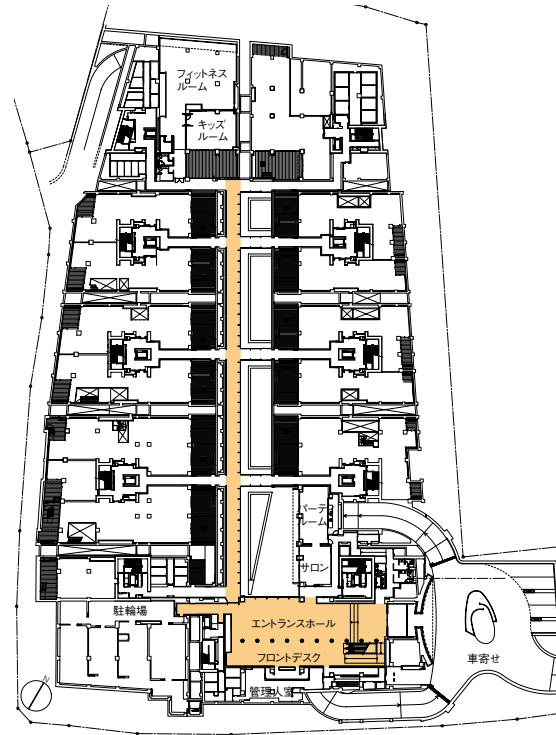 フィットネス
ルーム
キッズ
ルーム
パーティ
ルーム
サロン
駐輪場
エントランスホール
フロントデスク
車寄せ
管理人室